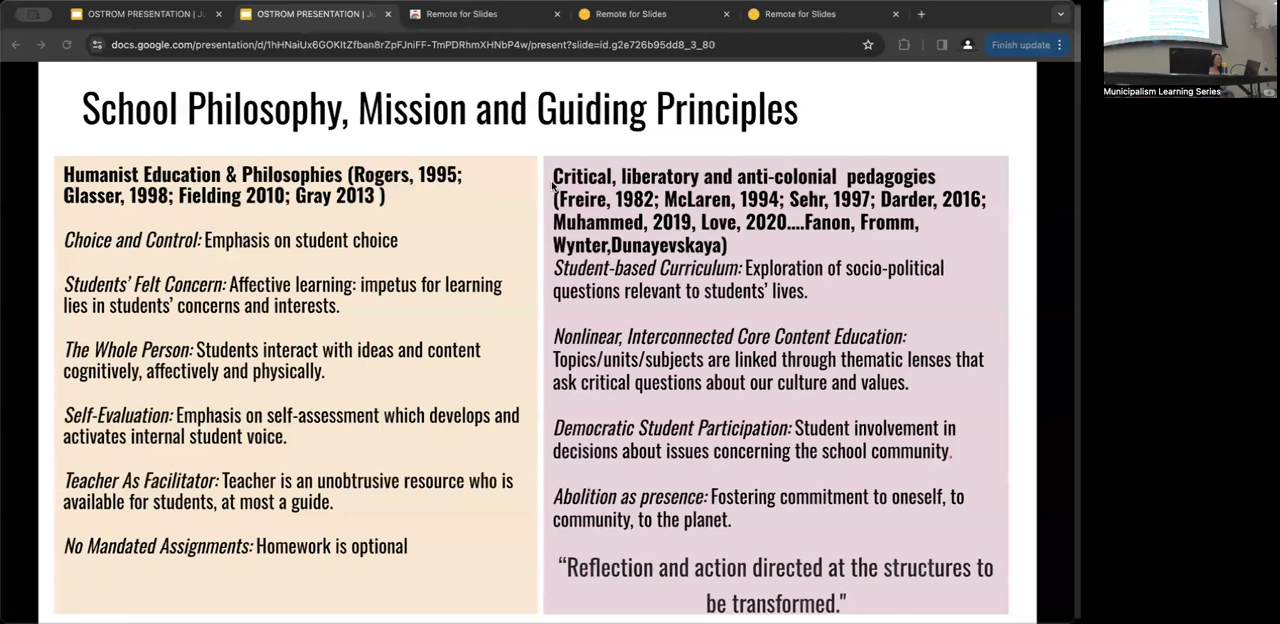 OSTROM PRESENTATION | Ju
OSTROM PRESENTATION | Ju
Remote for Slides
Remote for Slides
Remote for Slides
docs.google.com/presentation/d/1hHNaiUx6GOKItZfban8rZpFJniFF-TmPDRhmXHNbP4w/present?slide=id.g2e726b95dd8_3_80
Finish update
Municipalism Learning Series
School Philosophy, Mission and Guiding Principles
Humanist Education & Philosophies (Rogers, 1995;
Glasser, 1998; Fielding 2010; Gray 2013 )
Choice and Control: Emphasis on student choice
Students' Felt Concern: Affective learning: impetus for learning
lies in students' concerns and interests.
The Whole Person: Students interact with ideas and content
cognitively, affectively and physically.
Self-Evaluation: Emphasis on self-assessment which develops and
activates internal student voice.
Teacher As Facilitator: Teacher is an unobtrusive resource who is
available for students, at most a guide.
No Mandated Assignments: Homework is optional
Critical, liberatory and anti-colonial pedagogies
(Freire, 1982; McLaren, 1994; Sehr, 1997; Darder, 2016;
Muhammed, 2019, Love, 2020....Fanon, Fromm,
Wynter,Dunayevskaya)
Student-based Curriculum: Exploration of socio-political
questions relevant to students' lives.
Nonlinear, Interconnected Core Content Education:
Topics/units/subjects are linked through thematic lenses that
ask critical questions about our culture and values.
Democratic Student Participation: Student involvement in
decisions about issues concerning the school community.
Abolition as presence: Fostering commitment to oneself, to
community, to the planet.
“Reflection and action directed at the structures to
be transformed."